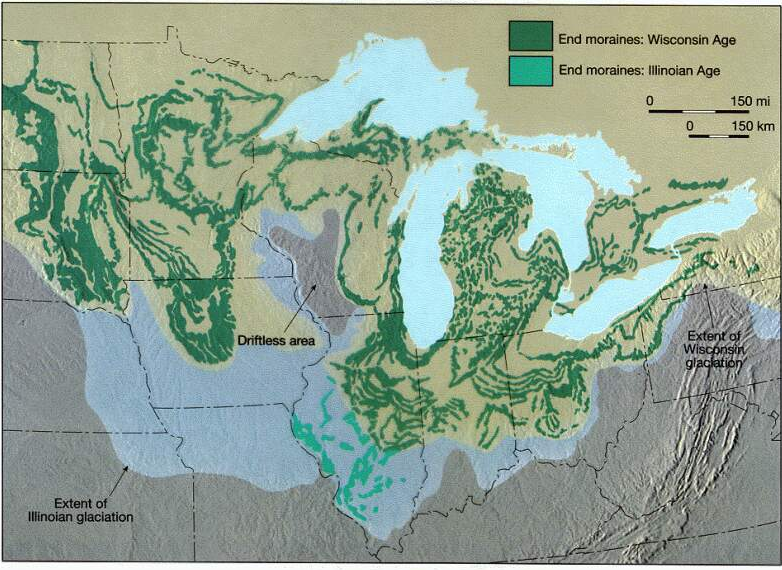 End moraines: Wisconsin Age
End moraines: Illinoian Age
0 150 mi
0 150 km
Driftless area
Extent of
Wisconsin
glaciation
Extent of
Illinoian glaciation